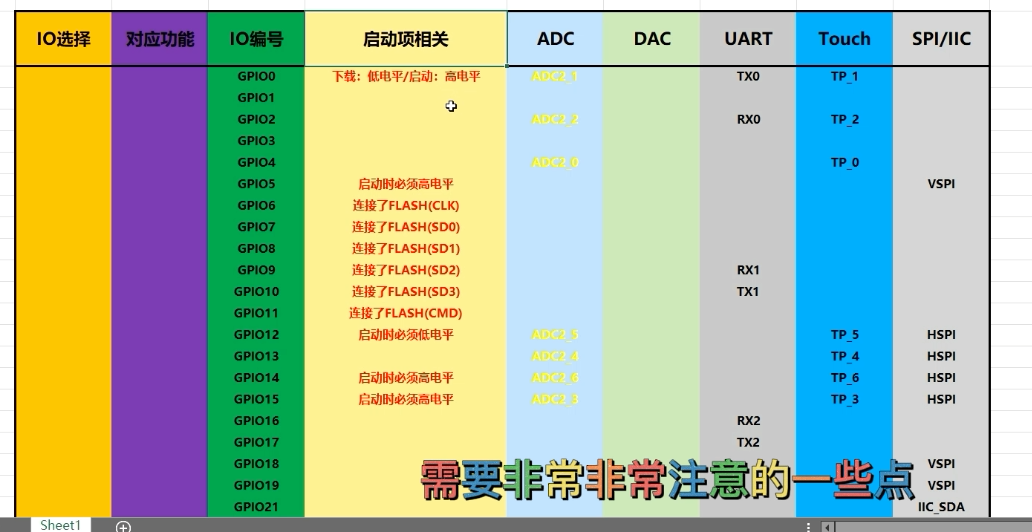 IO选择 对应功能 IO编号 启动项相关 ADC DAC UART Touch SPI/IIC
GPIO0 下载：低电平/启动：高电平 ADC2_1 TX0 TP_1
GPIO1
GPIO2 ADC2_2 RX0 TP_2
GPIO3
GPIO4 ADC2_0 TP_0
GPIO5 启动时必须高电平 VSPI
GPIO6 连接了FLASH(CLK)
GPIO7 连接了FLASH(SD0)
GPIO8 连接了FLASH(SD1)
GPIO9 连接了FLASH(SD2) RX1
GPIO10 连接了FLASH(SD3) TX1
GPIO11 连接了FLASH(CMD)
GPIO12 启动时必须低电平 ADC2_5 TP_5 HSPI
GPIO13 ADC2_4 TP_4 HSPI
GPIO14 启动时必须高电平 ADC2_6 TP_6 HSPI
GPIO15 启动时必须高电平 ADC2_3 TP_3 HSPI
GPIO16 RX2
GPIO17 TX2
GPIO18 VSPI
GPIO19 VSPI
需要非常非常注意的一些点
GPIO21 IIC_SDA
Sheet1